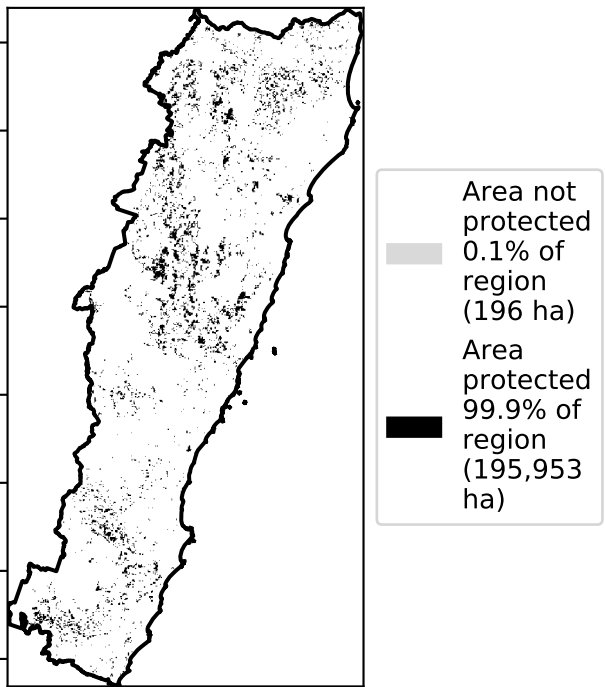 Area not
protected
0.1% of
region
(196 ha)
Area
protected
99.9% of
region
(195,953
ha)